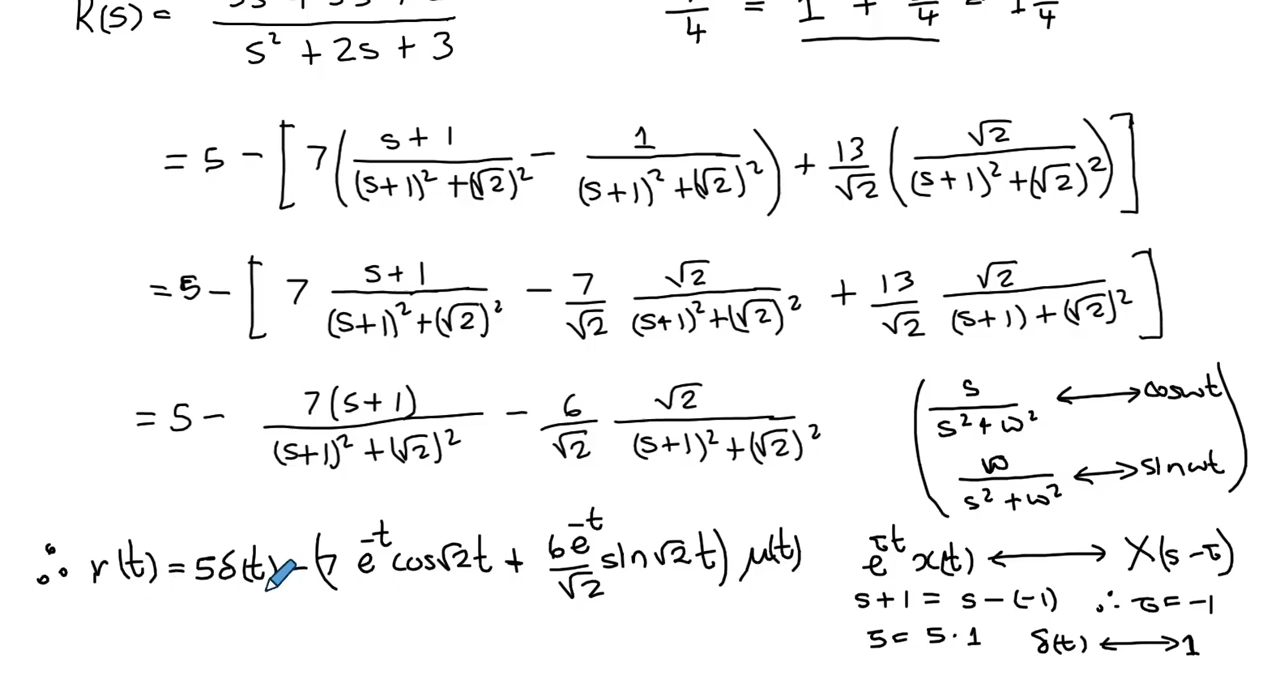 R(s) = / s² + 2s + 3
/4 = 1 + /4 = 1 /4
= 5 - [ 7 ( (s+1)/((s+1)² + (√2)²) - 1/((s+1)² + (√2)²) ) + 13/√2 ( √2/((s+1)² + (√2)²) ) ]
= 5 - [ 7 (s+1)/((s+1)² + (√2)²) - 7/√2 √2/((s+1)² + (√2)²) + 13/√2 √2/((s+1) + (√2)²) ]
= 5 - 7(s+1)/((s+1)² + (√2)²) - 6/√2 √2/((s+1)² + (√2)²)
( s/(s² + ω²) ⟷ cosωt
ω/(s² + ω²) ⟷ sinωt )
∴ r(t) = 5δ(t) - (7 e^{-t} cos√2t + 6e^{-t}/√2 sin√2t) μ(t)
e^{τt} x(t) ⟷ X(s-τ)
s+1 = s-(-1) ∴ τ = -1
5 = 5·1 δ(t) ⟷ 1